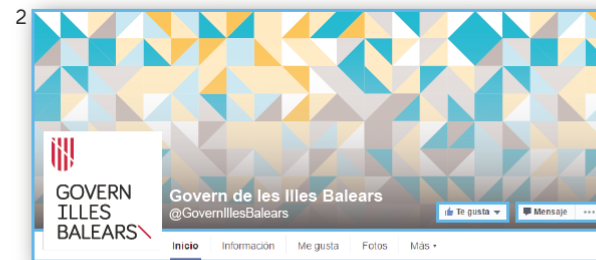 2
GOVERN
ILLES
BALEARS
Govern de les Illes Balears
@GovernIllesBalears
Te gusta
Mensaje
Inicio Información Me gusta Fotos Más